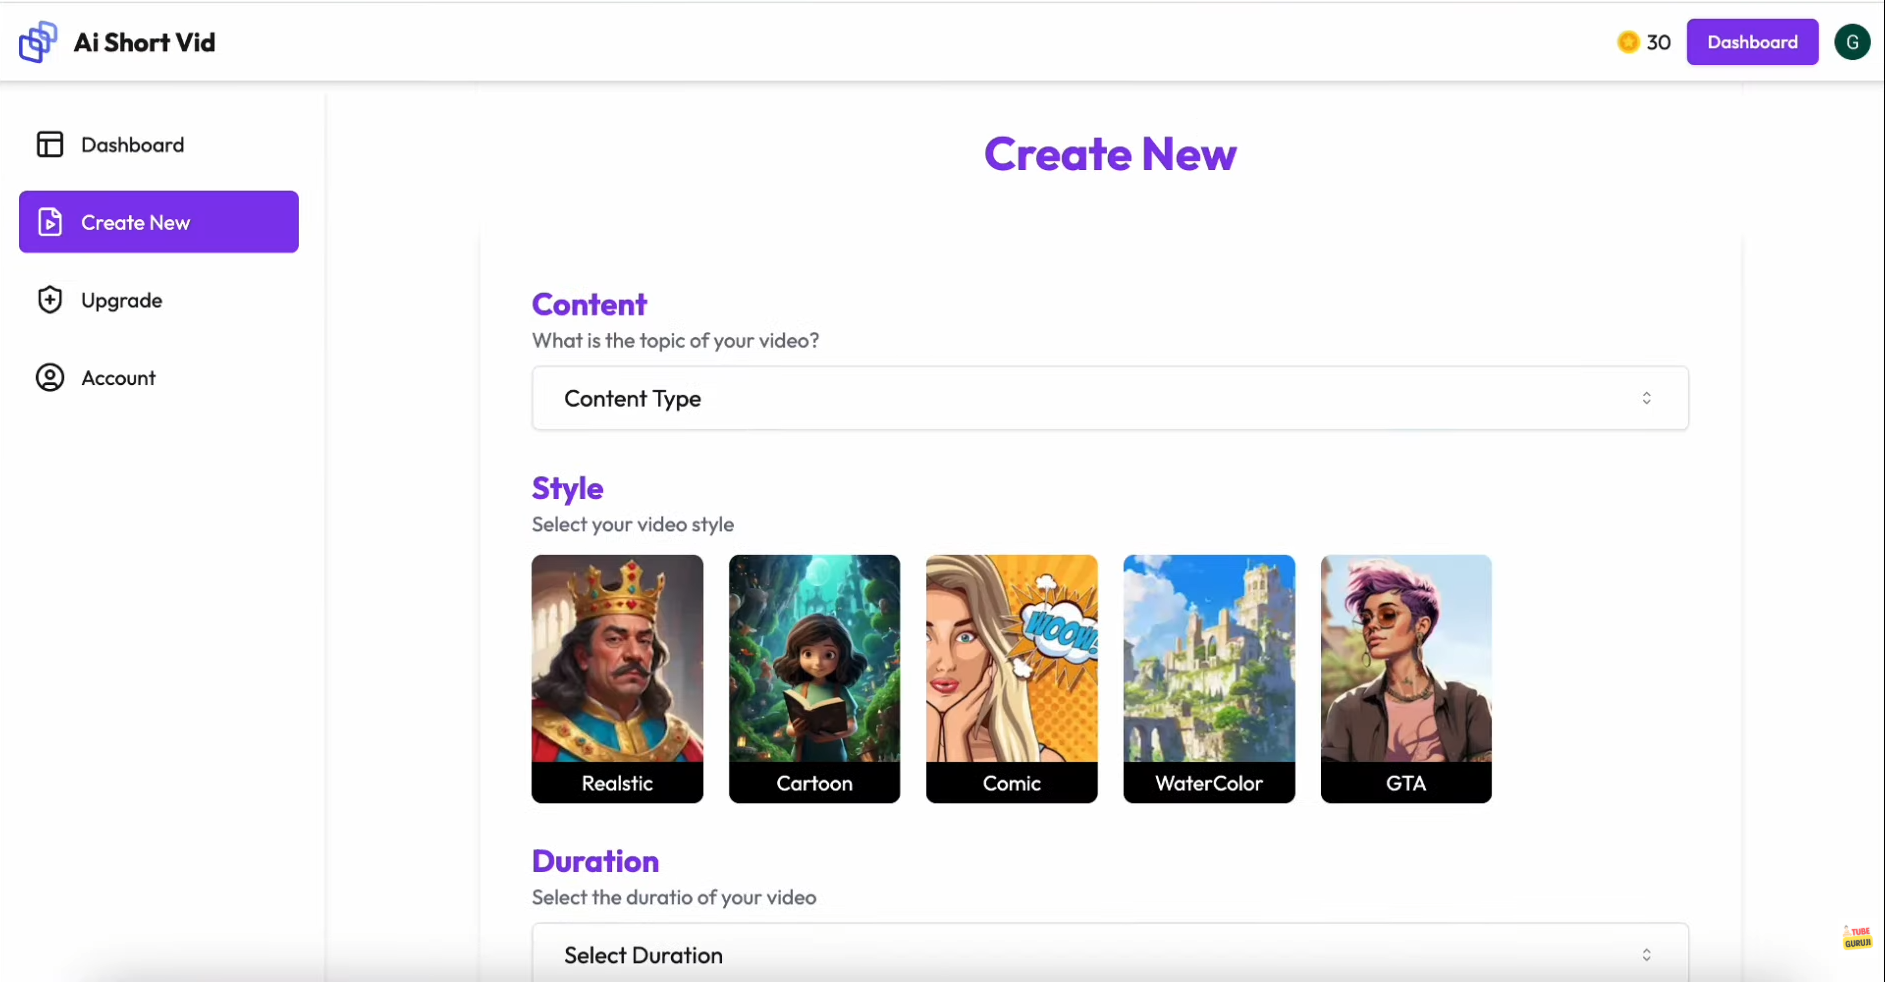 Ai Short Vid
30
Dashboard
G
Dashboard
Create New
Upgrade
Account
Create New
Content
What is the topic of your video?
Content Type
Style
Select your video style
WOOW!
Realstic
Cartoon
Comic
WaterColor
GTA
Duration
Select the duratio of your video
Select Duration
TUBE
GURUJI